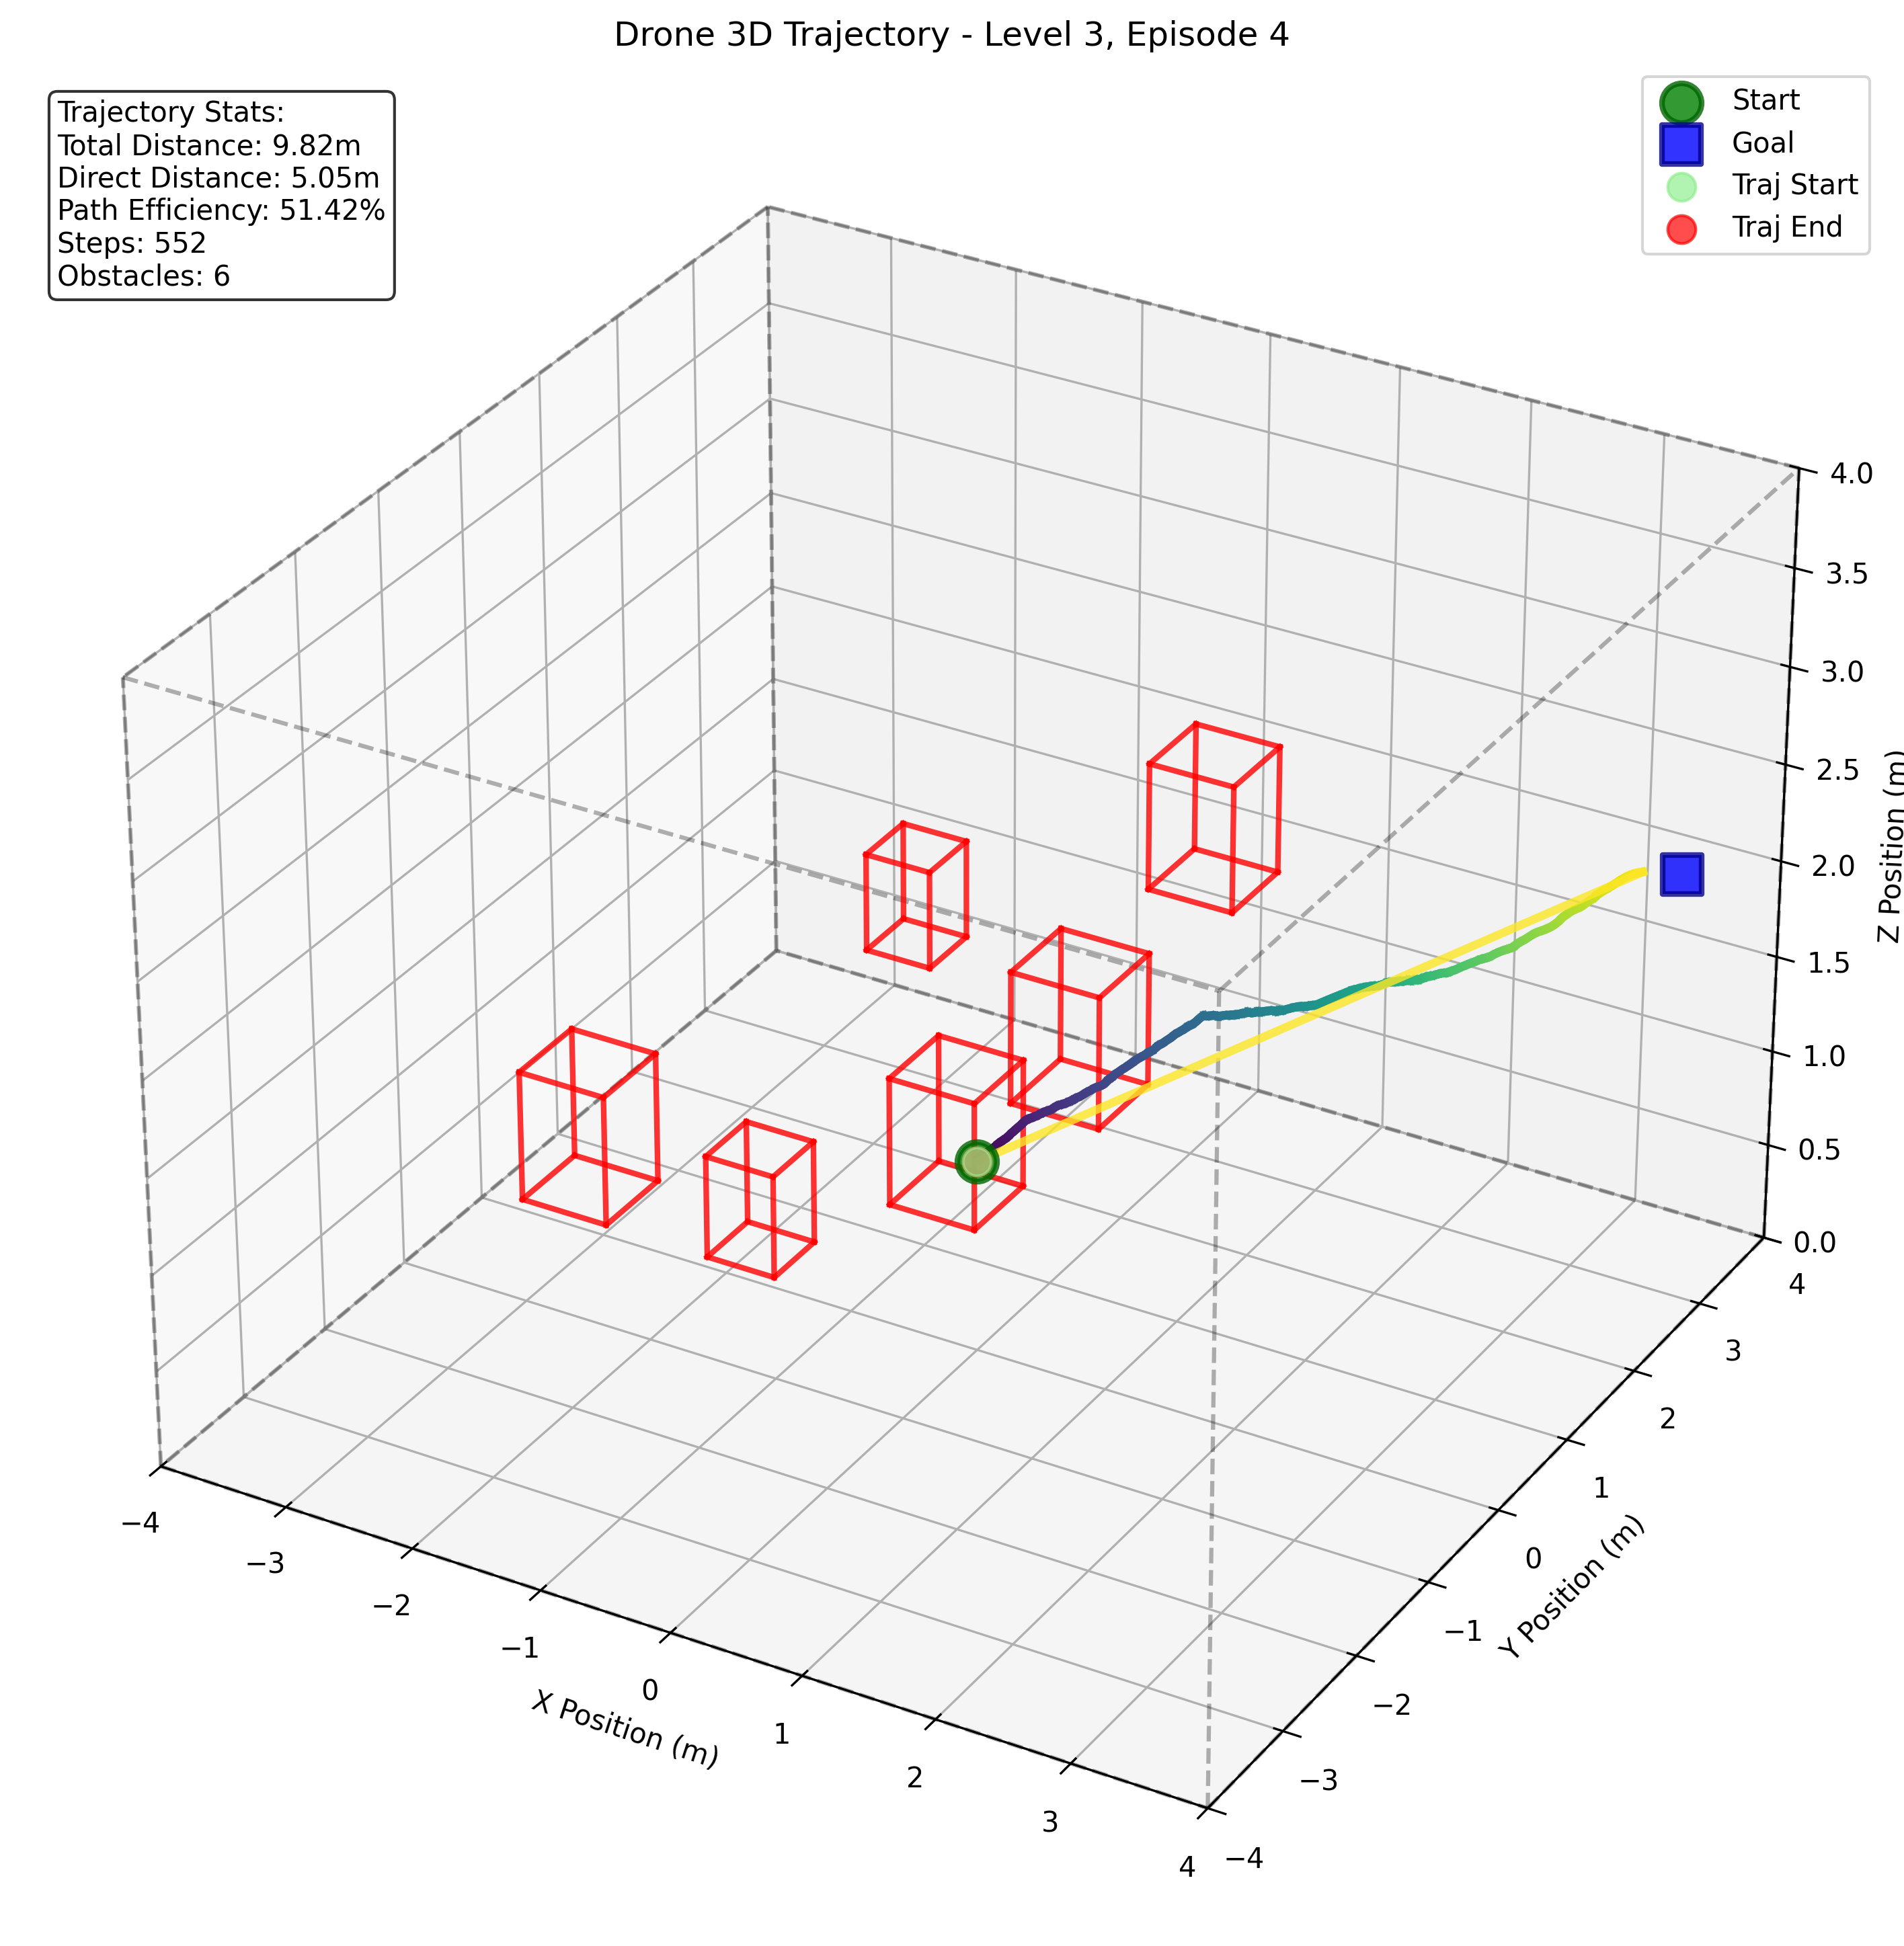 Drone 3D Trajectory - Level 3, Episode 4
Trajectory Stats:
Total Distance: 9.82m
Direct Distance: 5.05m
Path Efficiency: 51.42%
Steps: 552
Obstacles: 6
Start
Goal
Traj Start
Traj End
4.0
3.5
3.0
2.5
2.0
1.5
1.0
0.5
0.0
Z Position (m)
4
3
2
1
0
−1
−2
−3
−4
Y Position (m)
−4
−3
−2
−1
0
1
2
3
4
X Position (m)